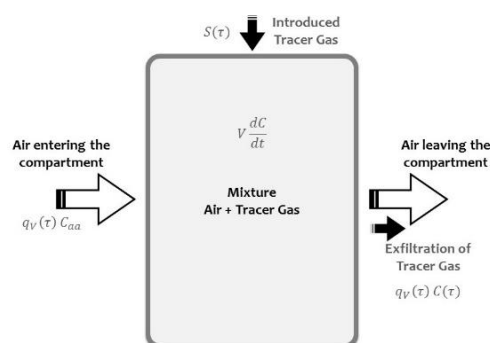 S(τ)
Introduced
Tracer Gas
V dC/dt
Air entering the
compartment
q_V(τ) C_aa
Mixture
Air + Tracer Gas
Air leaving the
compartment
Exfiltration of
Tracer Gas
q_V(τ) C(τ)